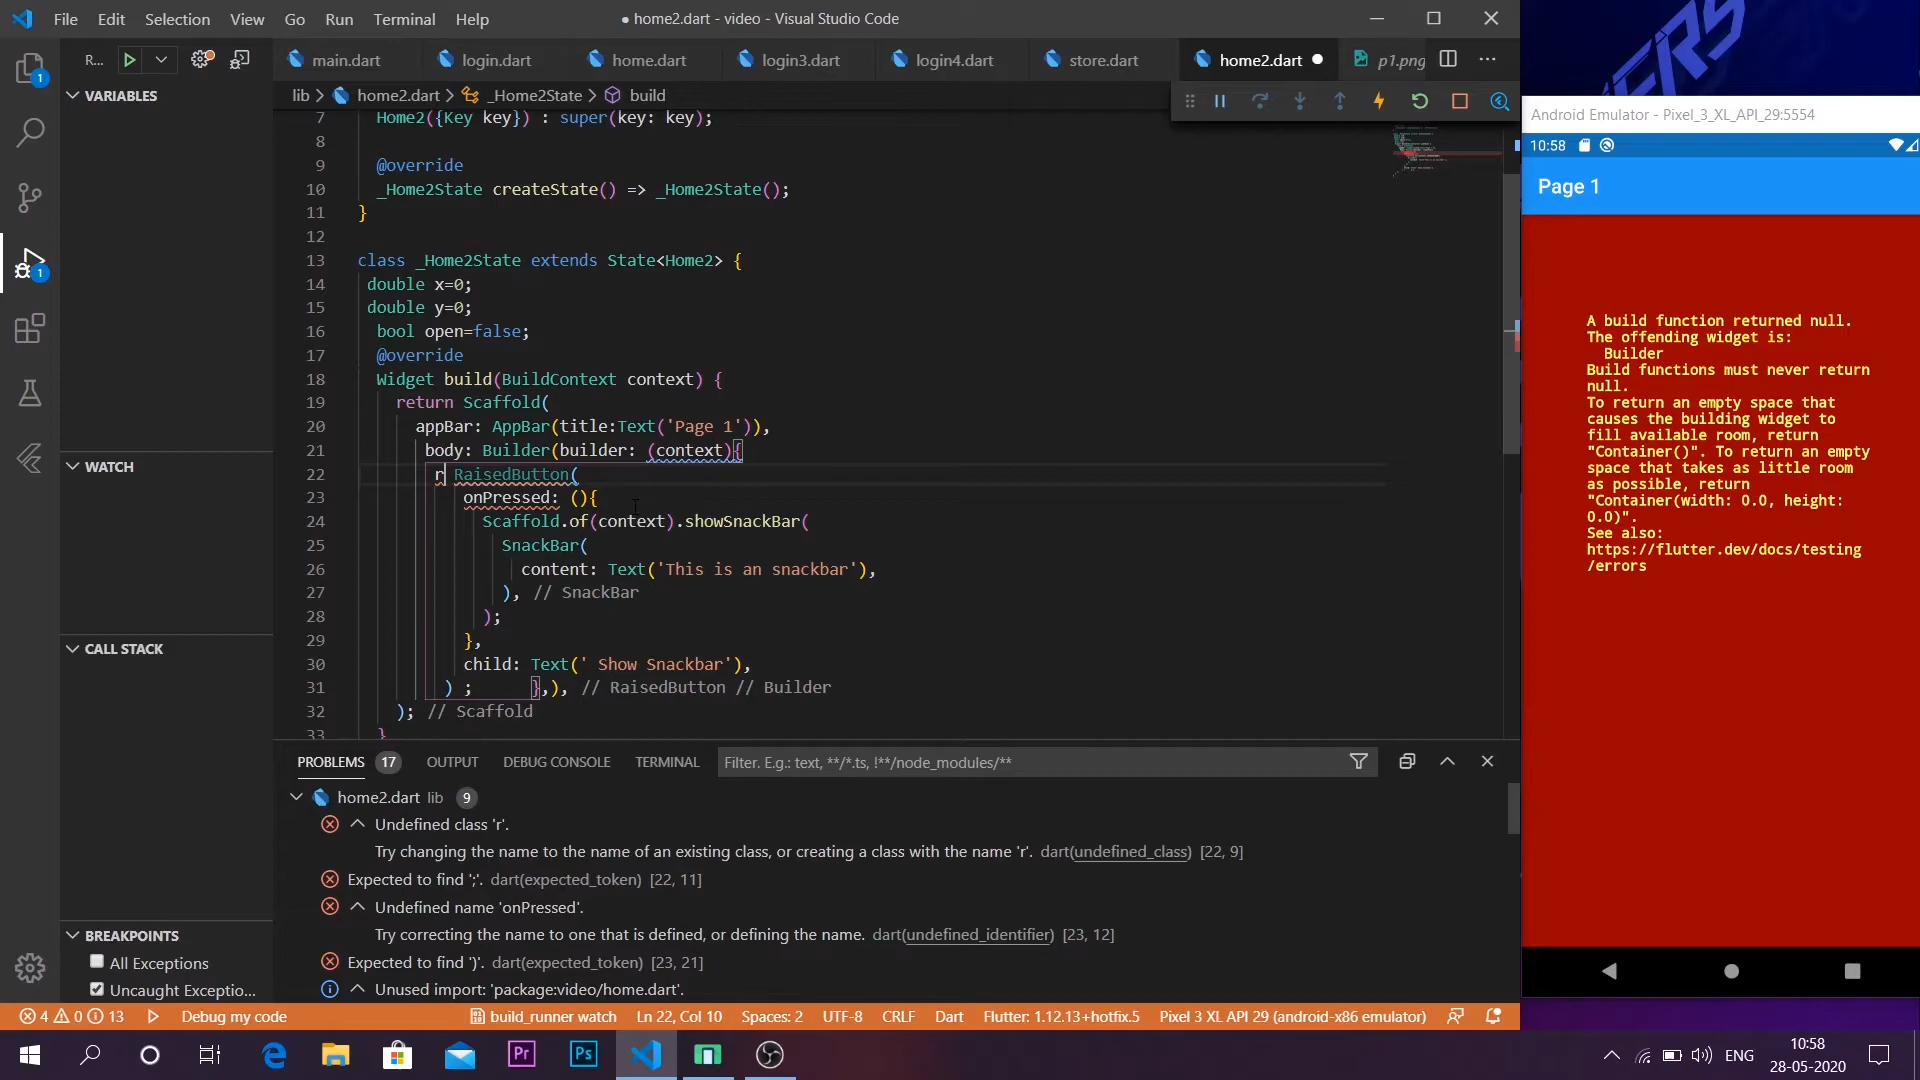 File Edit Selection View Go Run Terminal Help
● home2.dart - video - Visual Studio Code
R...
main.dart login.dart home.dart login3.dart login4.dart store.dart home2.dart ● p1.png
lib > home2.dart > _Home2State > build
VARIABLES
WATCH
CALL STACK
BREAKPOINTS
All Exceptions
Uncaught Exceptio...
7 Home2({Key key}) : super(key: key);
8
9 @override
10 _Home2State createState() => _Home2State();
11 }
12
13 class _Home2State extends State<Home2> {
14 double x=0;
15 double y=0;
16 bool open=false;
17 @override
18 Widget build(BuildContext context) {
19 return Scaffold(
20 appBar: AppBar(title:Text('Page 1')),
21 body: Builder(builder: (context){
22 r RaisedButton(
23 onPressed: (){
24 Scaffold.of(context).showSnackBar(
25 SnackBar(
26 content: Text('This is an snackbar'),
27 ), // SnackBar
28 );
29 },
30 child: Text(' Show Snackbar'),
31 ) ; },), // RaisedButton // Builder
32 ); // Scaffold
33 }
PROBLEMS 17 OUTPUT DEBUG CONSOLE TERMINAL Filter. E.g.: text, **/*.ts, !**/node_modules/**
home2.dart lib 9
Undefined class 'r'.
Try changing the name to the name of an existing class, or creating a class with the name 'r'. dart(undefined_class) [22, 9]
Expected to find ';'. dart(expected_token) [22, 11]
Undefined name 'onPressed'.
Try correcting the name to one that is defined, or defining the name. dart(undefined_identifier) [23, 12]
Expected to find ')'. dart(expected_token) [23, 21]
Unused import: 'package:video/home.dart'.
4 0 13 Debug my code build_runner watch Ln 22, Col 10 Spaces: 2 UTF-8 CRLF Dart Flutter: 1.12.13+hotfix.5 Pixel 3 XL API 29 (android-x86 emulator)
ERS
Android Emulator - Pixel_3_XL_API_29:5554
10:58
Page 1
A build function returned null.
The offending widget is:
Builder
Build functions must never return
null.
To return an empty space that
causes the building widget to
fill available room, return
"Container()". To return an empty
space that takes as little room
as possible, return
"Container(width: 0.0, height:
0.0)".
See also:
https://flutter.dev/docs/testing
/errors
Pr Ps
ENG
10:58
28-05-2020